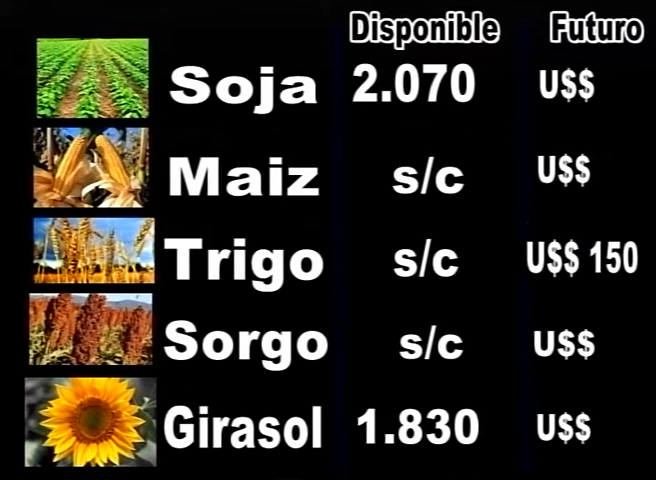 Disponible Futuro
Soja 2.070 U$$
Maiz s/c U$$
Trigo s/c U$$ 150
Sorgo s/c U$$
Girasol 1.830 U$$